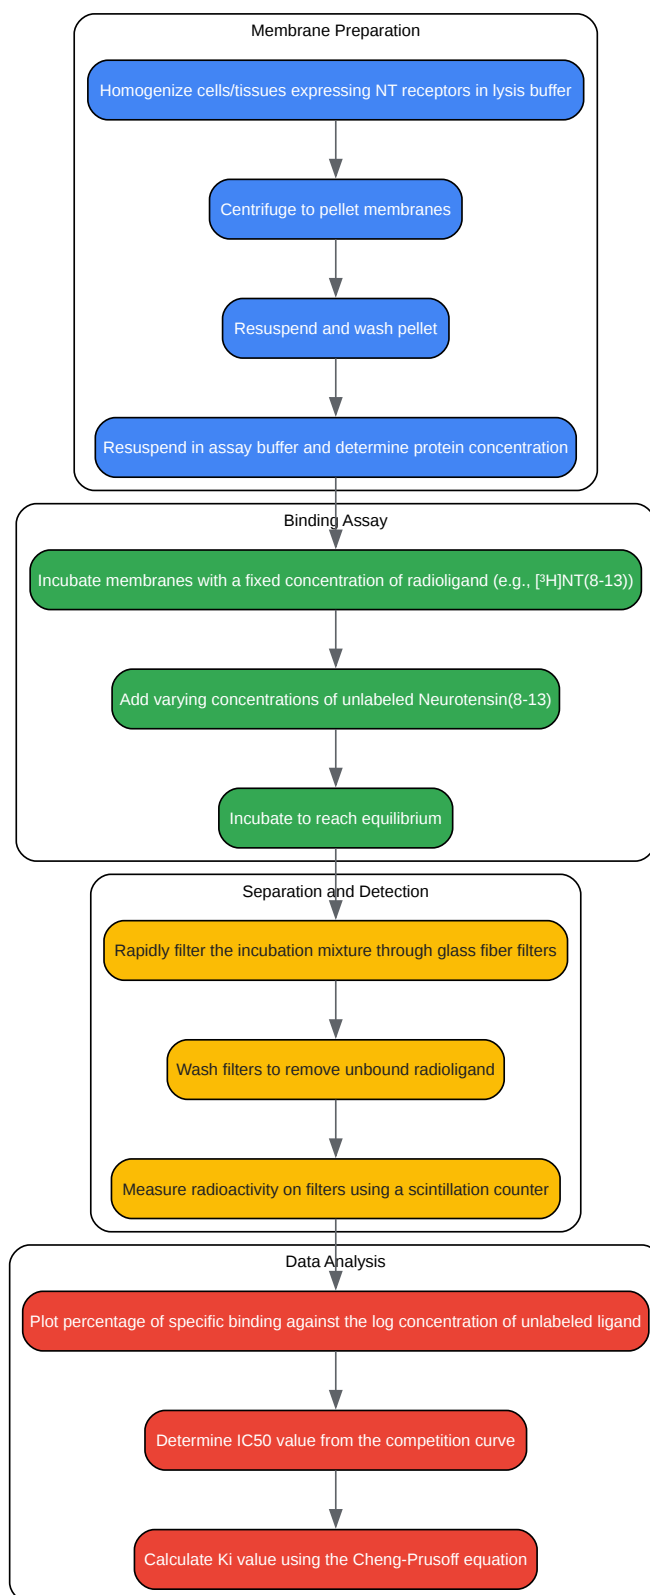 Membrane Preparation
Homogenize cells/tissues expressing NT receptors in lysis buffer
Centrifuge to pellet membranes
Resuspend and wash pellet
Resuspend in assay buffer and determine protein concentration
Binding Assay
Incubate membranes with a fixed concentration of radioligand (e.g., [³H]NT(8-13))
Add varying concentrations of unlabeled Neurotensin(8-13)
Incubate to reach equilibrium
Separation and Detection
Rapidly filter the incubation mixture through glass fiber filters
Wash filters to remove unbound radioligand
Measure radioactivity on filters using a scintillation counter
Data Analysis
Plot percentage of specific binding against the log concentration of unlabeled ligand
Determine IC50 value from the competition curve
Calculate Ki value using the Cheng-Prusoff equation